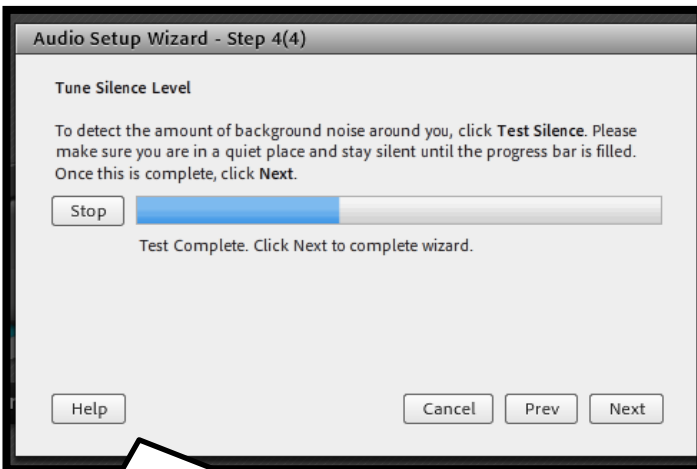 Audio Setup Wizard - Step 4(4)
Tune Silence Level
To detect the amount of background noise around you, click Test Silence. Please
make sure you are in a quiet place and stay silent until the progress bar is filled.
Once this is complete, click Next.
Stop
Test Complete. Click Next to complete wizard.
Help Cancel Prev Next